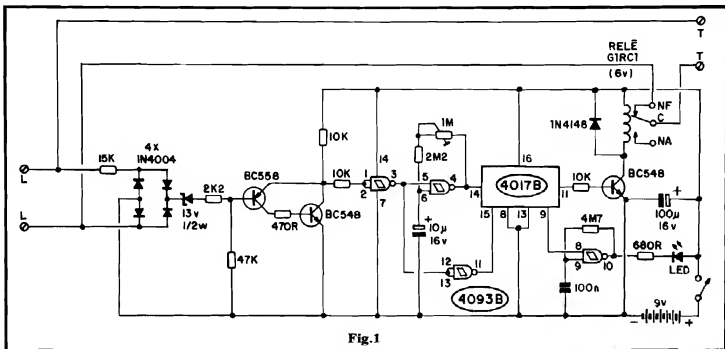 T
T
RELÉ
G1RC1
(6v)
NF
C
NA
1N4148
1M
10K
14
2M2
16
4 x
1N4004
15K
BC558
10K
1
2
3
5
6
4
14
4017B
10K
BC548
L
2K2
7
15
8
13
9
11
+
100µ
16v
13v
1/2w
470R
BC548
+
10µ
16v
4M7
L
12
13
11
8
9
10
680R
LED
47K
4093B
100n
9v
-
+
Fig.1